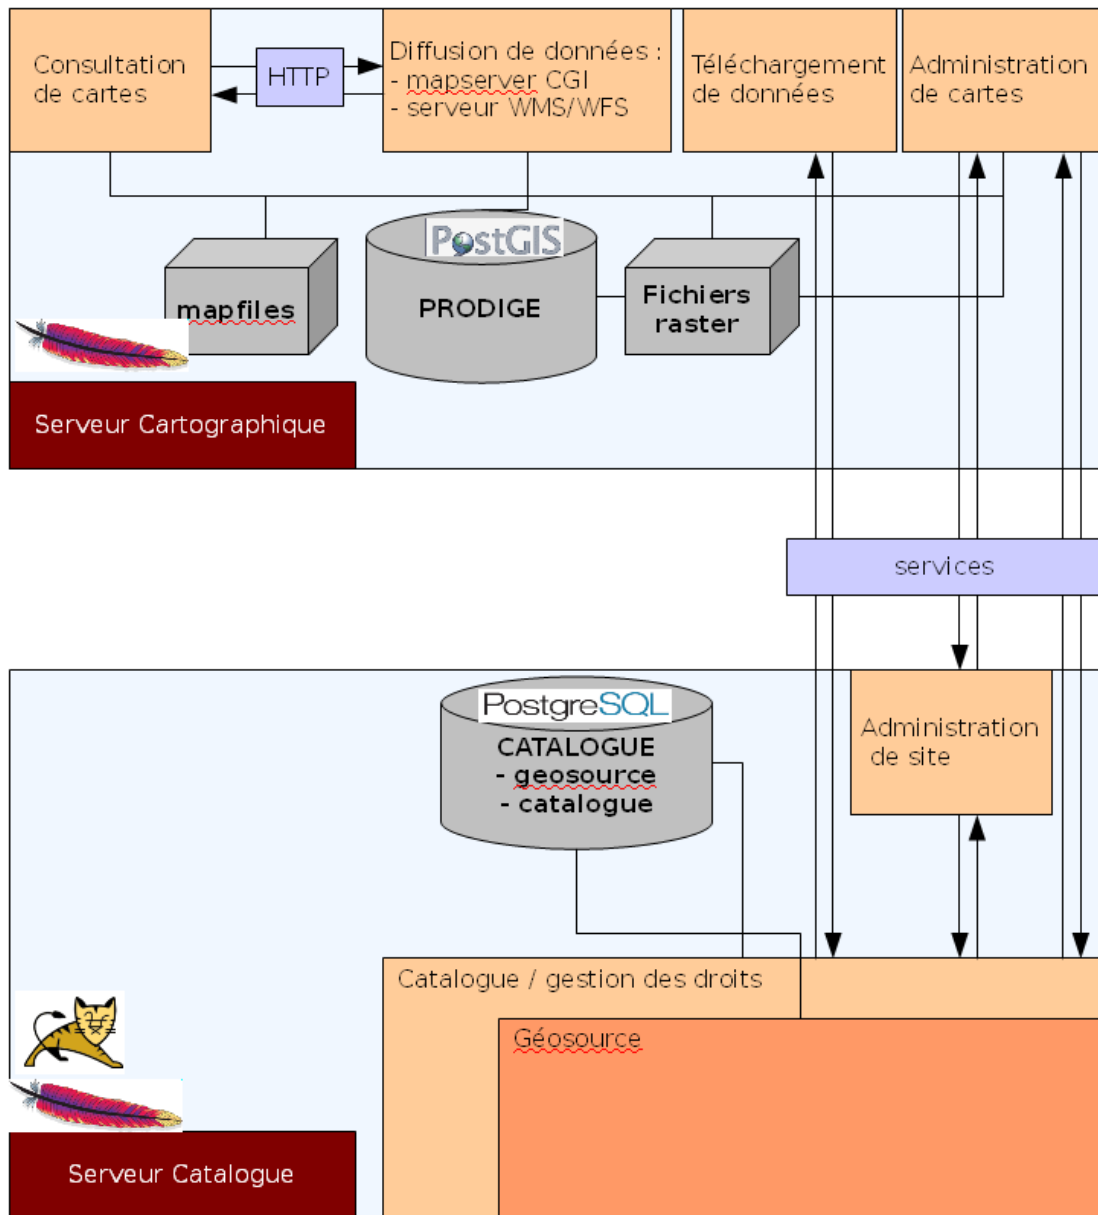 Consultation
de cartes
HTTP
Diffusion de données :
- mapserver CGI
- serveur WMS/WFS
Téléchargement
de données
Administration
de cartes
mapfiles
PostGIS
PRODIGE
Fichiers
raster
Serveur Cartographique
services
PostgreSQL
CATALOGUE
- geosource
- catalogue
Administration
de site
Catalogue / gestion des droits
Géosource
Serveur Catalogue